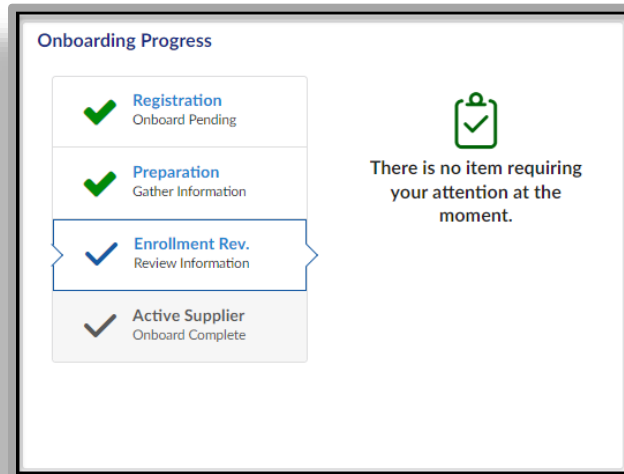 Onboarding Progress
Registration
Onboard Pending
Preparation
Gather Information
Enrollment Rev.
Review Information
Active Supplier
Onboard Complete
There is no item requiring
your attention at the
moment.